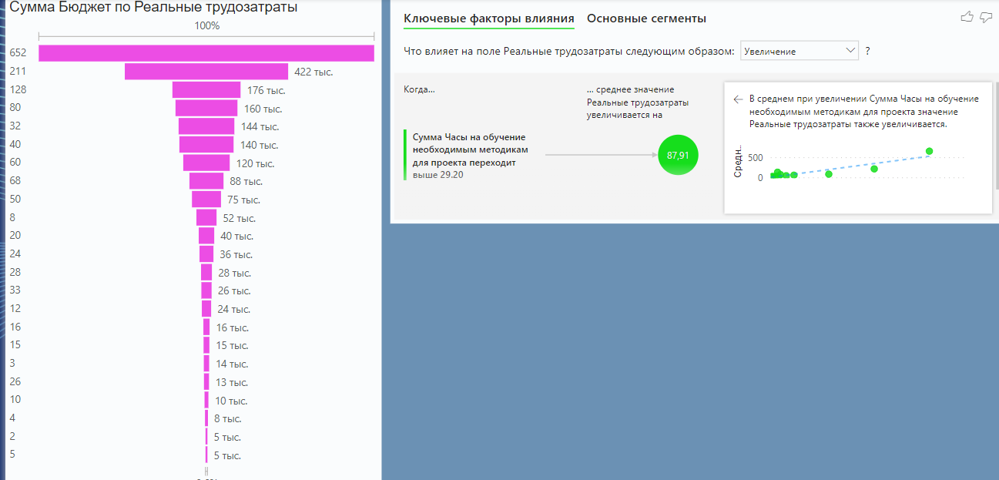 Сумма Бюджет по Реальные трудозатраты
100%
652
211 422 тыс.
128 176 тыс.
80 160 тыс.
32 144 тыс.
40 140 тыс.
60 120 тыс.
68 88 тыс.
50 75 тыс.
8 52 тыс.
20 40 тыс.
24 36 тыс.
28 28 тыс.
33 26 тыс.
12 24 тыс.
16 16 тыс.
15 15 тыс.
3 14 тыс.
26 13 тыс.
10 10 тыс.
4 8 тыс.
2 5 тыс.
5 5 тыс.
Ключевые факторы влияния Основные сегменты
Что влияет на поле Реальные трудозатраты следующим образом: Увеличение ?
Когда...
... среднее значение
Реальные трудозатраты
увеличивается на
Сумма Часы на обучение
необходимым методикам
для проекта переходит
выше 29.20
87,91
В среднем при увеличении Сумма Часы на обучение
необходимым методикам для проекта значение
Реальные трудозатраты также увеличивается.
Средн...
500
0